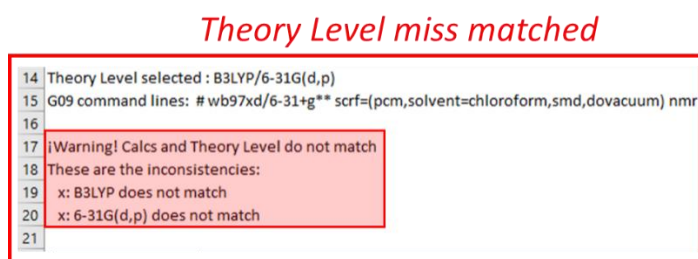 Theory Level miss matched
14 Theory Level selected : B3LYP/6-31G(d,p)
15 G09 command lines: # wb97xd/6-31+g** scrf=(pcm,solvent=chloroform,smd,dovacuum) nmr
16
17 ¡Warning! Calcs and Theory Level do not match
18 These are the inconsistencies:
19 x: B3LYP does not match
20 x: 6-31G(d,p) does not match
21